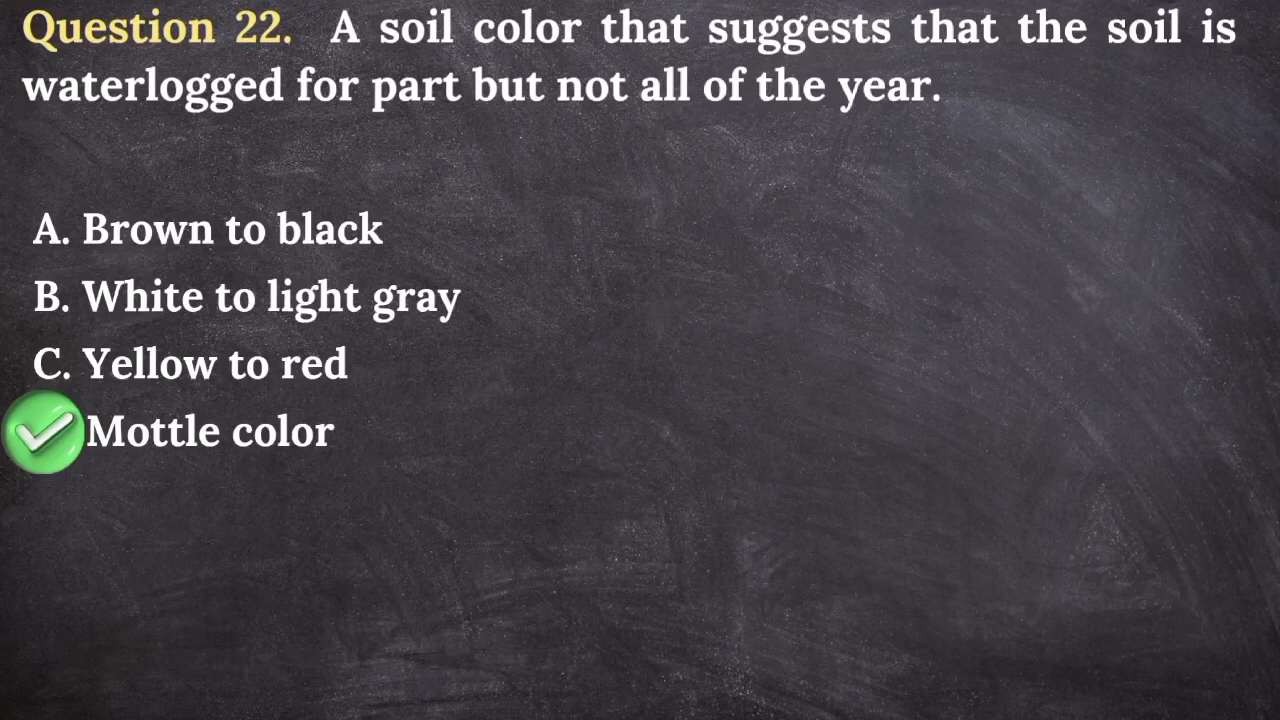 Question 22. A soil color that suggests that the soil is
waterlogged for part but not all of the year.
A. Brown to black
B. White to light gray
C. Yellow to red
Mottle color